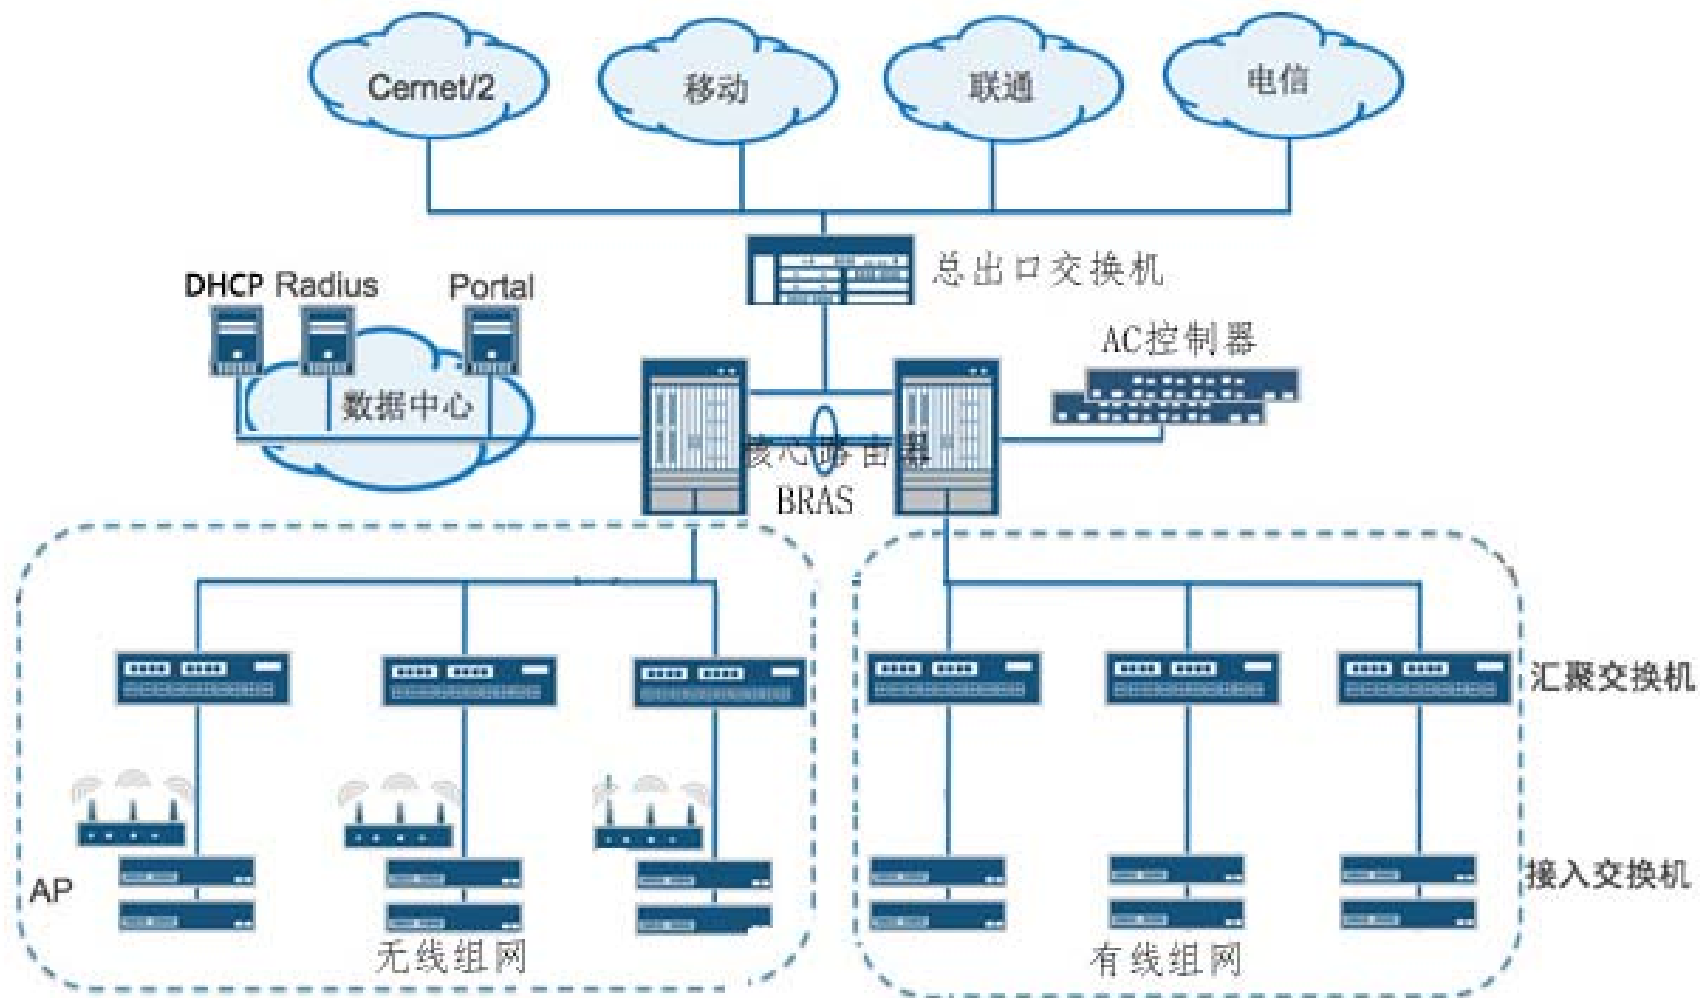 Cernet/2
移动
联通
电信
总出口交换机
DHCP Radius
Portal
AC控制器
数据中心
核心路由器
BRAS
汇聚交换机
AP
接入交换机
无线组网
有线组网